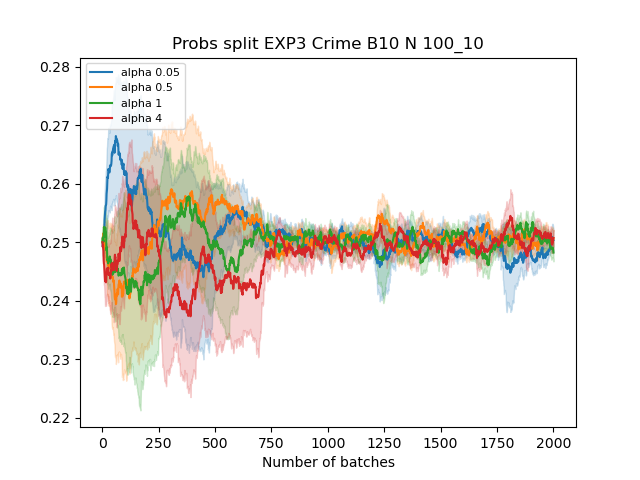 Probs split EXP3 Crime B10 N 100_10
alpha 0.05
alpha 0.5
alpha 1
alpha 4
0.28
0.27
0.26
0.25
0.24
0.23
0.22
0 250 500 750 1000 1250 1500 1750 2000
Number of batches